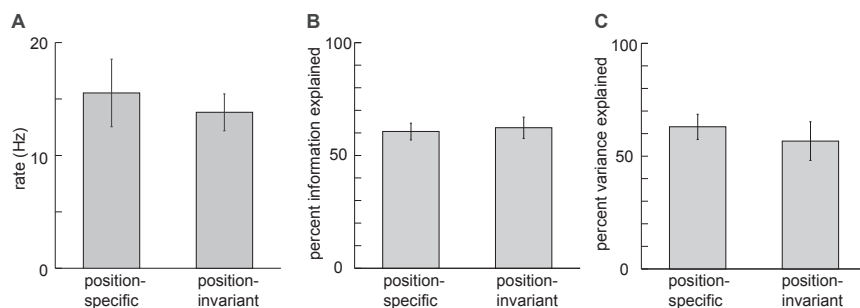 A
20
10
0
rate (Hz)
position-
specific
position-
invariant
B
100
50
0
percent information explained
position-
specific
position-
invariant
C
100
50
0
percent variance explained
position-
specific
position-
invariant